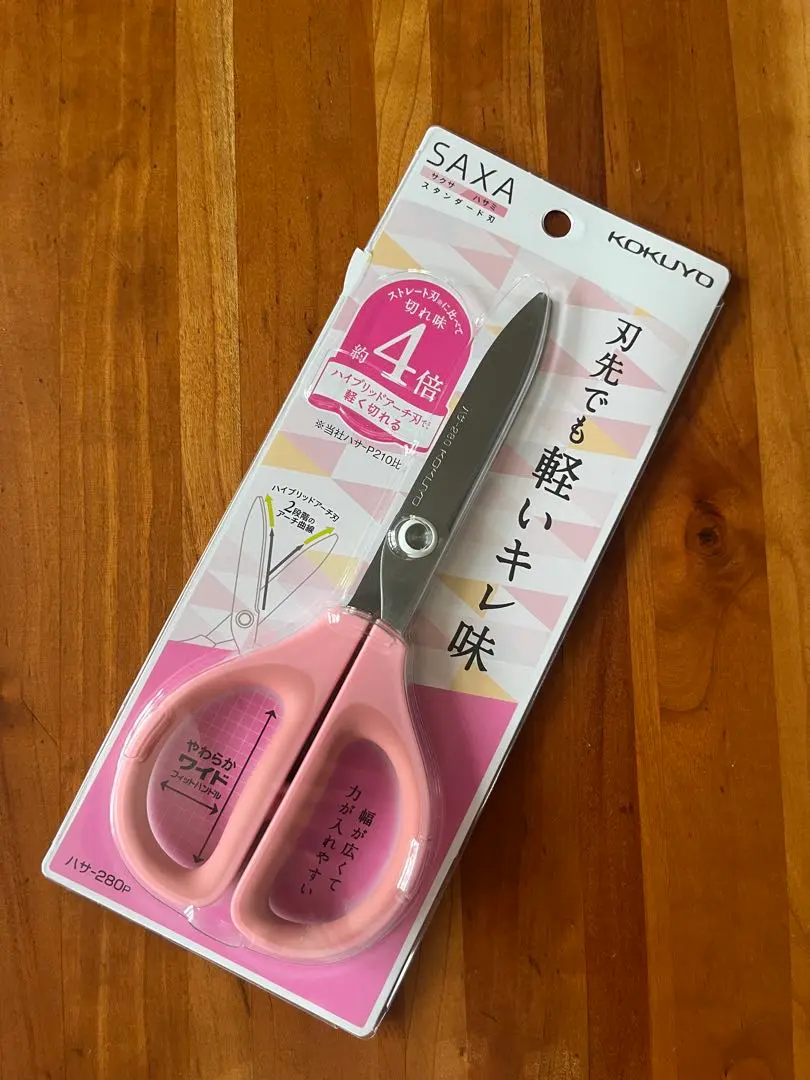 SAXA
サクサ / ハサミ
スタンダード刃
KOKUYO
ストレート刃※に比べて
切れ味
約4倍
ハイブリッドアーチ刃で
軽く切れる
※当社ハサ-P210比
刃先でも軽いキレ味
ハサ-280 KOKUYO
ハイブリッドアーチ刃
2段階の
アーチ曲線
やわらか
ワイド
フィットハンドル
幅が広くて
力が入れやすい
ハサ-280P